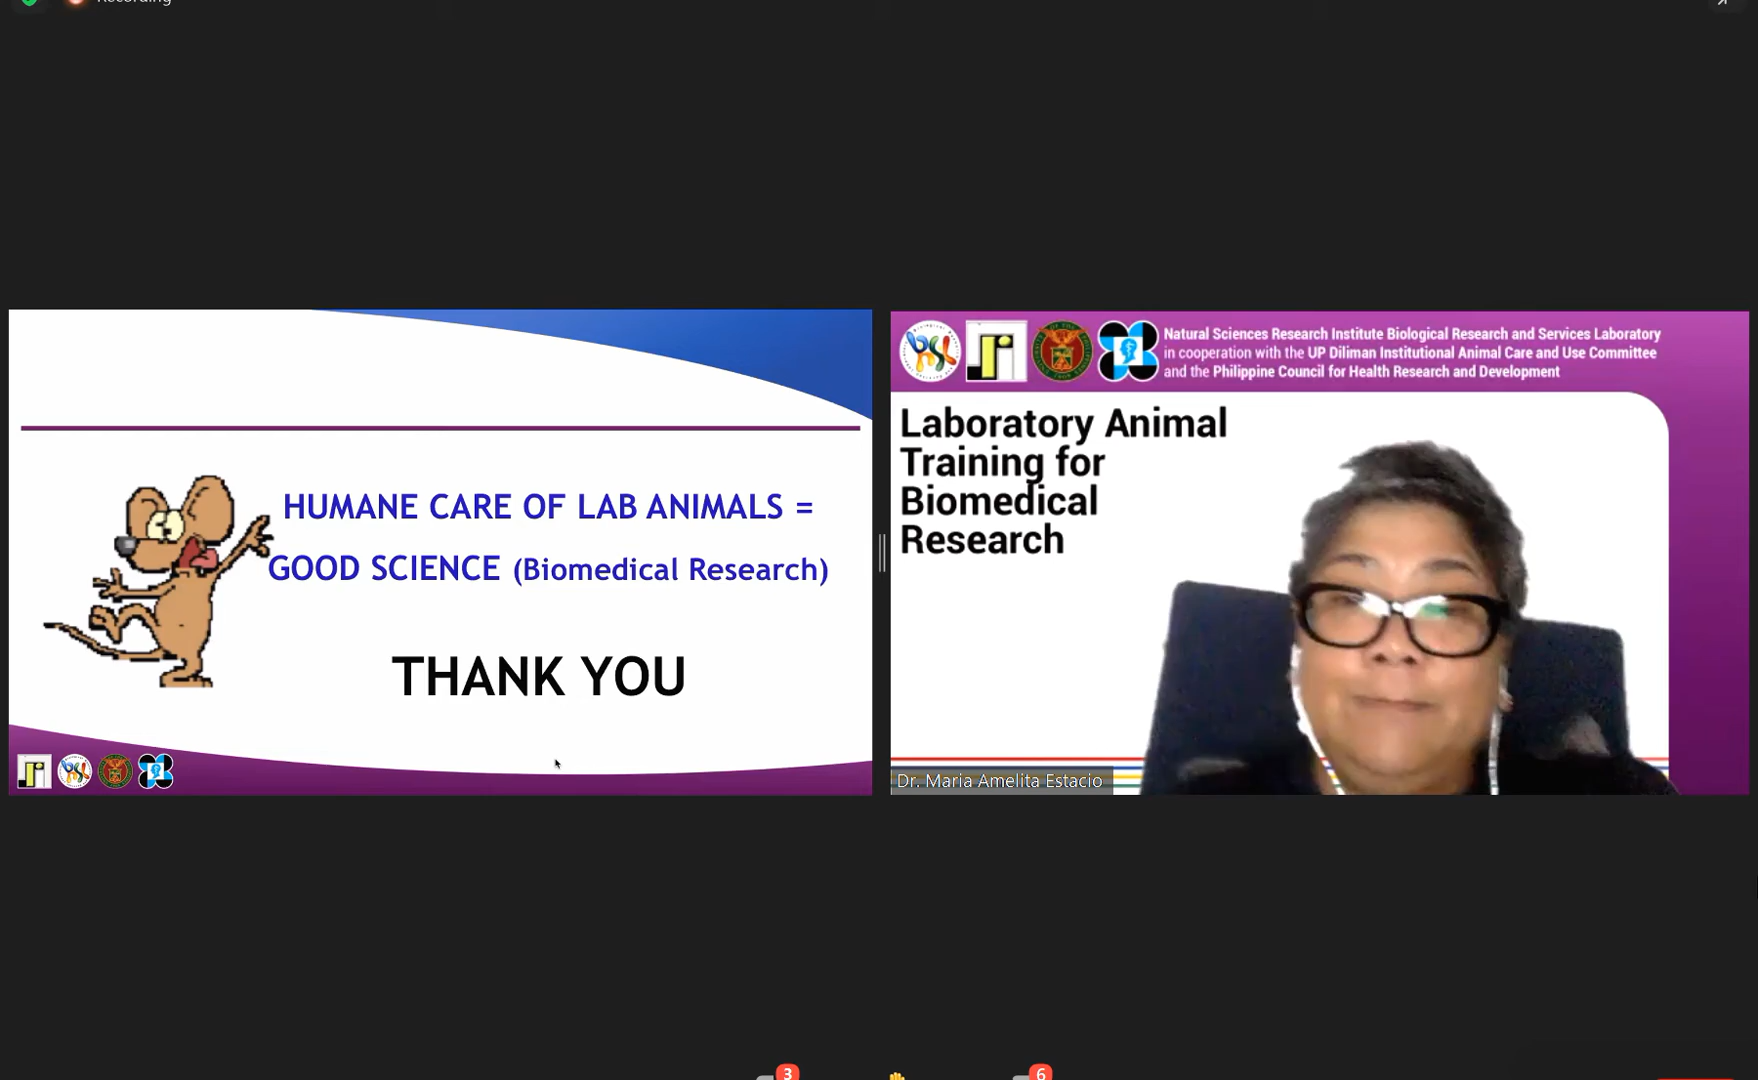 Recording
HUMANE CARE OF LAB ANIMALS =
GOOD SCIENCE (Biomedical Research)
THANK YOU
Natural Sciences Research Institute Biological Research and Services Laboratory
in cooperation with the UP Diliman Institutional Animal Care and Use Committee
and the Philippine Council for Health Research and Development
Laboratory Animal
Training for
Biomedical
Research
Dr. Maria Amelita Estacio
3
6